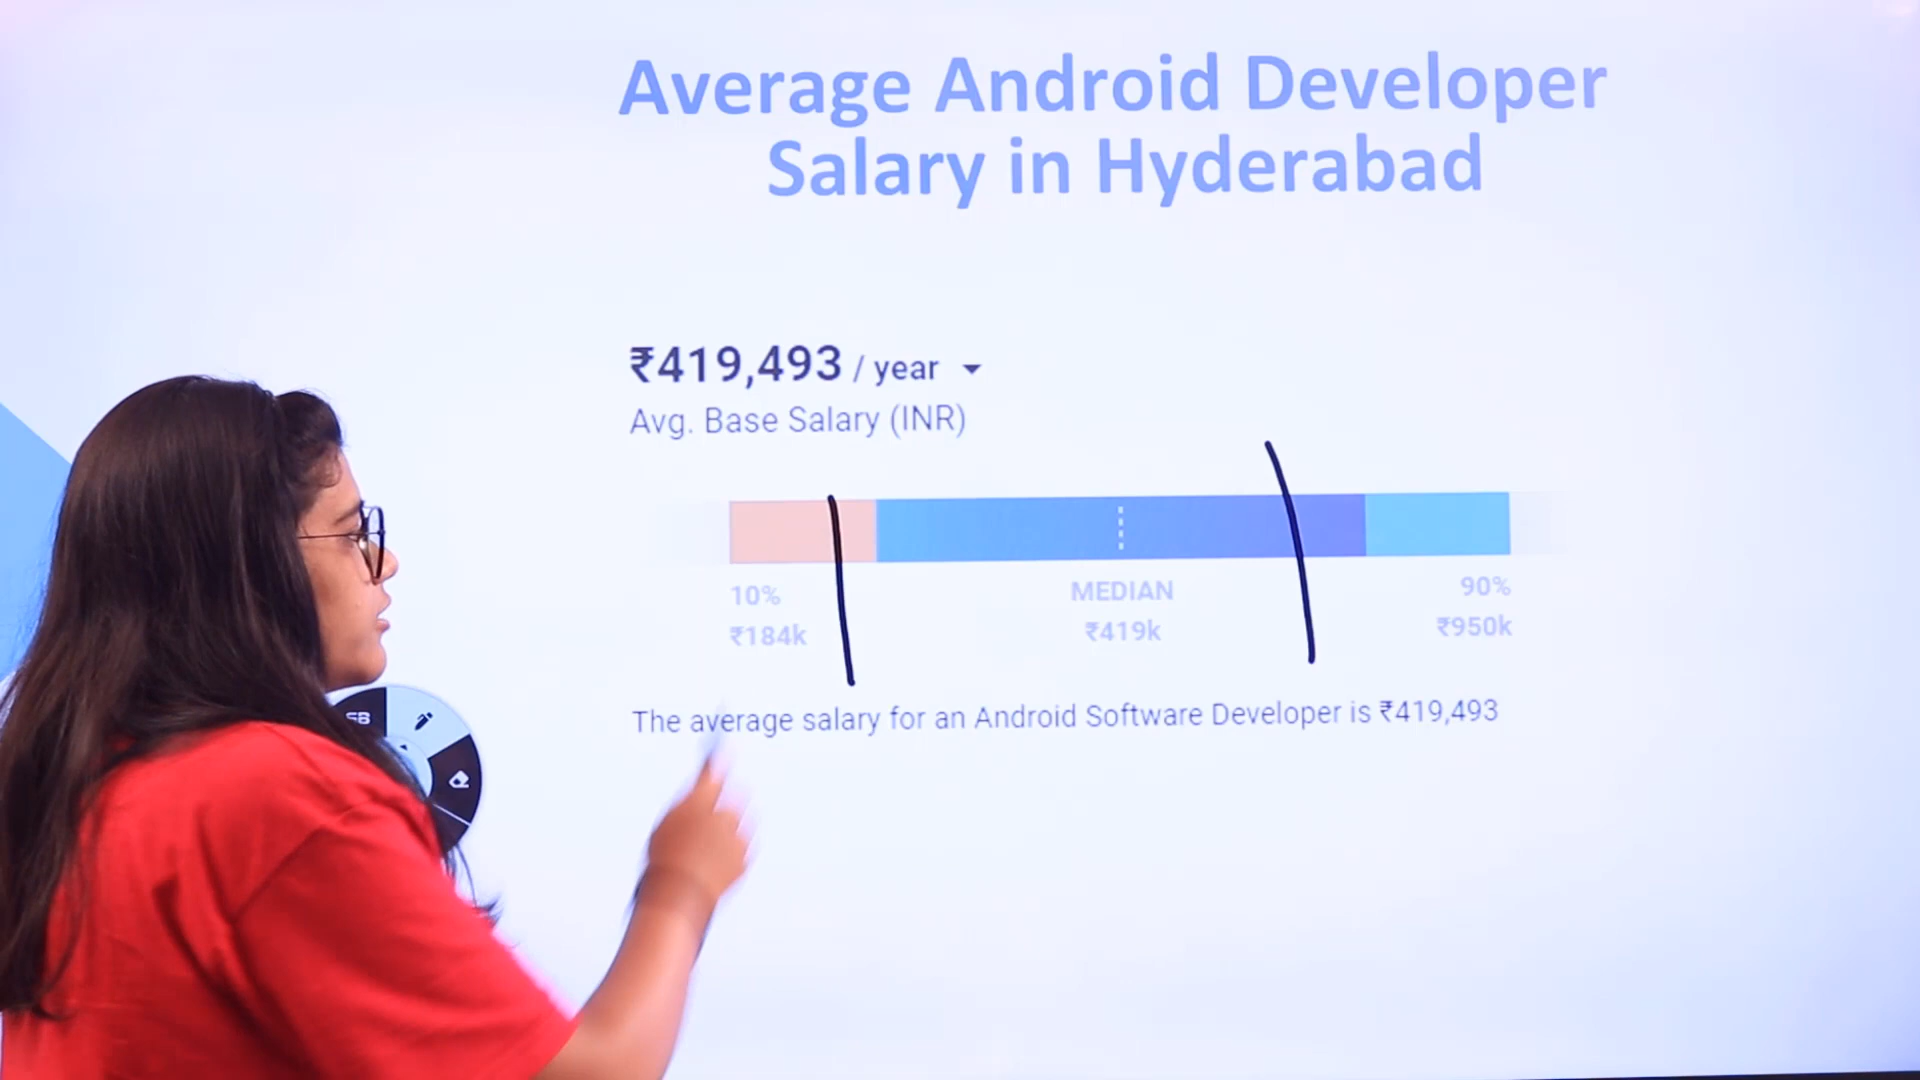 Average Android Developer
Salary in Hyderabad
₹419,493 / year
Avg. Base Salary (INR)
10% MEDIAN 90%
₹184k ₹419k ₹950k
SB
The average salary for an Android Software Developer is ₹419,493